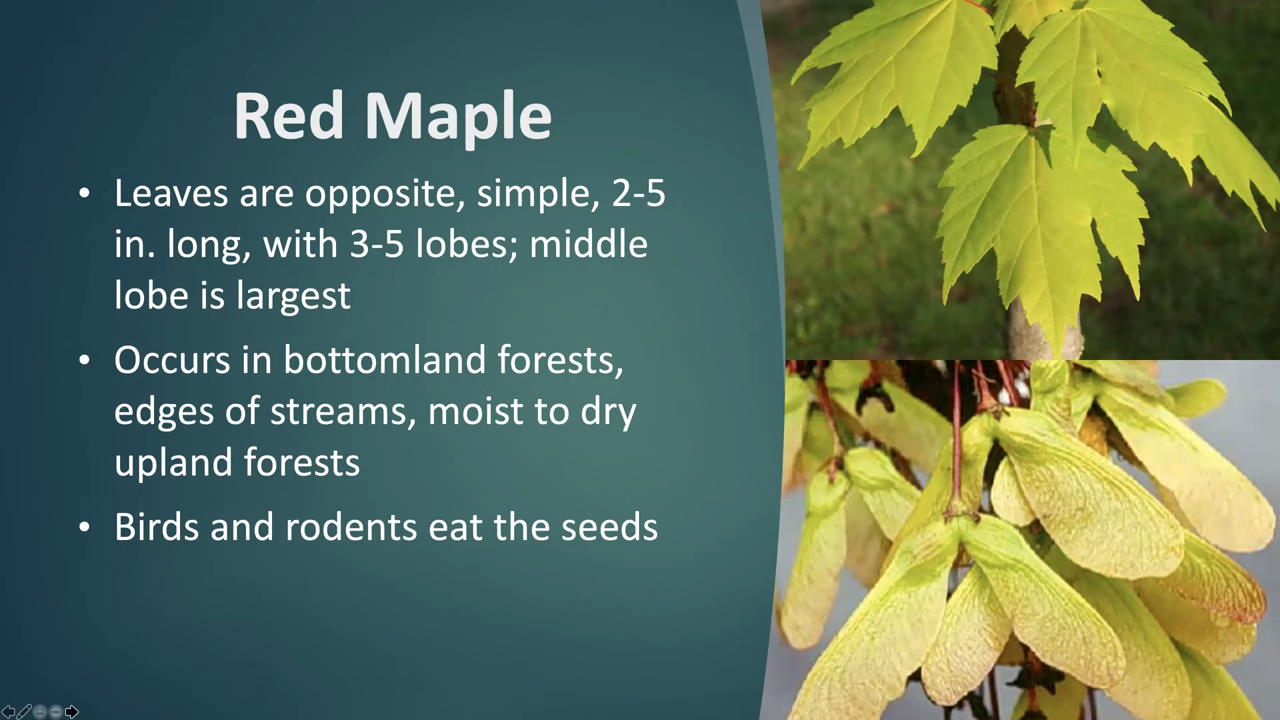 Red Maple
• Leaves are opposite, simple, 2-5
in. long, with 3-5 lobes; middle
lobe is largest
• Occurs in bottomland forests,
edges of streams, moist to dry
upland forests
• Birds and rodents eat the seeds